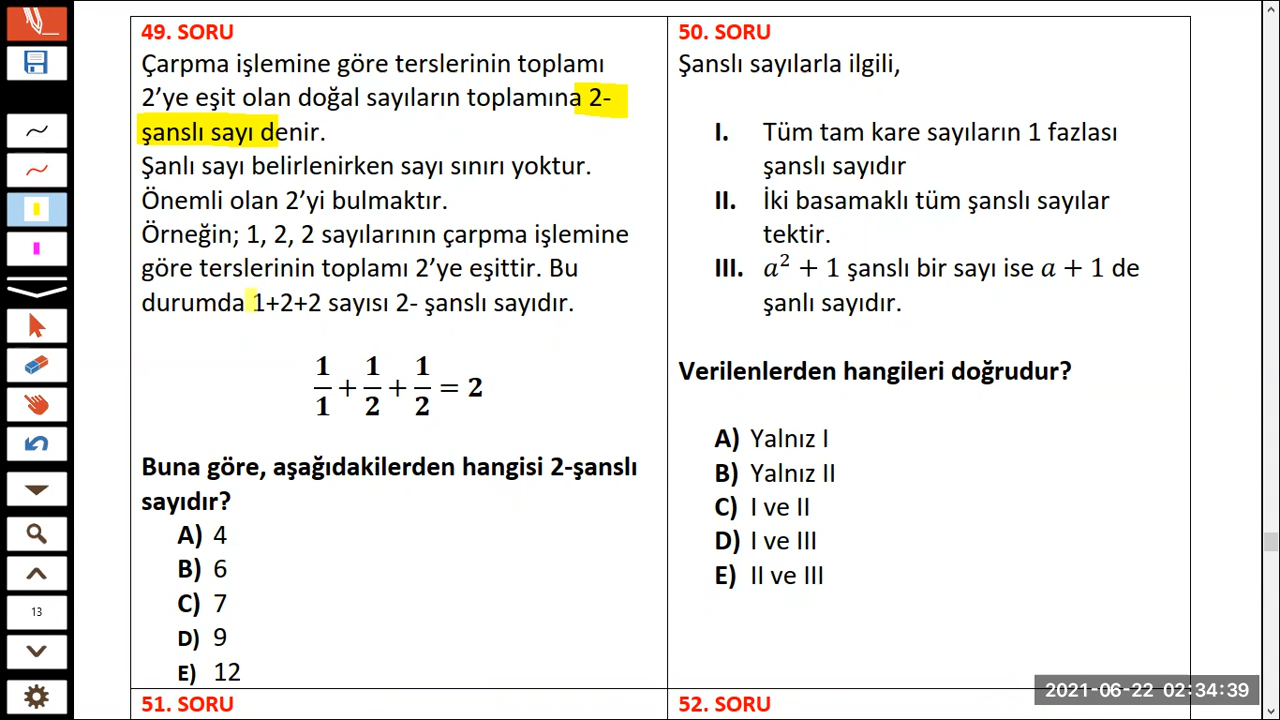 49. SORU
Çarpma işlemine göre terslerinin toplamı
2’ye eşit olan doğal sayıların toplamına 2-
şanslı sayı denir.
Şanlı sayı belirlenirken sayı sınırı yoktur.
Önemli olan 2’yi bulmaktır.
Örneğin; 1, 2, 2 sayılarının çarpma işlemine
göre terslerinin toplamı 2’ye eşittir. Bu
durumda 1+2+2 sayısı 2- şanslı sayıdır.
1/1 + 1/2 + 1/2 = 2
Buna göre, aşağıdakilerden hangisi 2-şanslı
sayıdır?
A) 4
B) 6
C) 7
D) 9
E) 12
50. SORU
Şanslı sayılarla ilgili,
I. Tüm tam kare sayıların 1 fazlası
şanslı sayıdır
II. İki basamaklı tüm şanslı sayılar
tektir.
III. a² + 1 şanslı bir sayı ise a + 1 de
şanlı sayıdır.
Verilenlerden hangileri doğrudur?
A) Yalnız I
B) Yalnız II
C) I ve II
D) I ve III
E) II ve III
51. SORU
52. SORU
13
2021-06-22 02:34:39